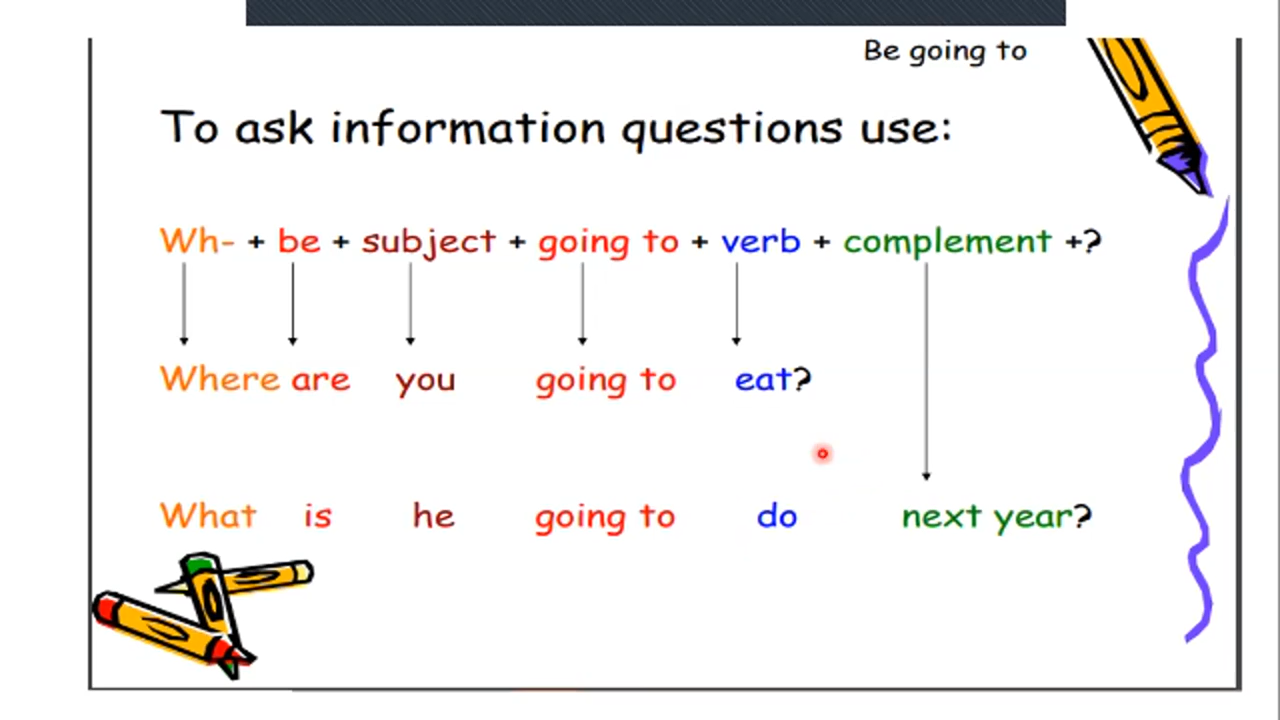 Be going to
To ask information questions use:
Wh- + be + subject + going to + verb + complement +?
Where are you going to eat?
What is he going to do next year?